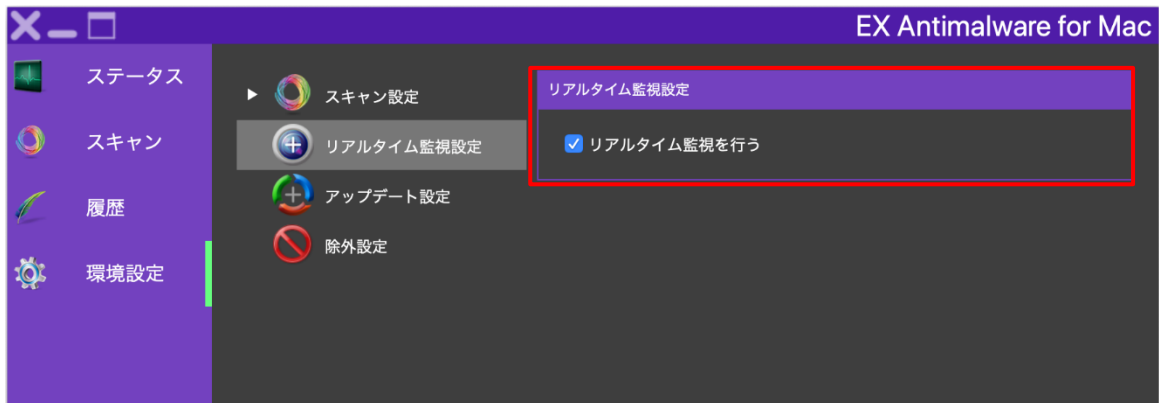 EX Antimalware for Mac
ステータス
スキャン
履歴
環境設定
スキャン設定
リアルタイム監視設定
アップデート設定
除外設定
リアルタイム監視設定
リアルタイム監視を行う